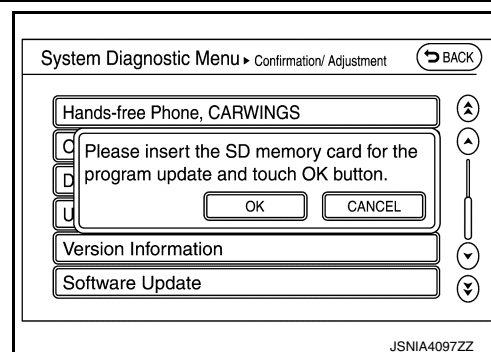 System Diagnostic Menu ▸ Confirmation/ Adjustment
BACK
Hands-free Phone, CARWINGS
C
D
U
Please insert the SD memory card for the
program update and touch OK button.
OK
CANCEL
Version Information
Software Update
JSNIA4097ZZ